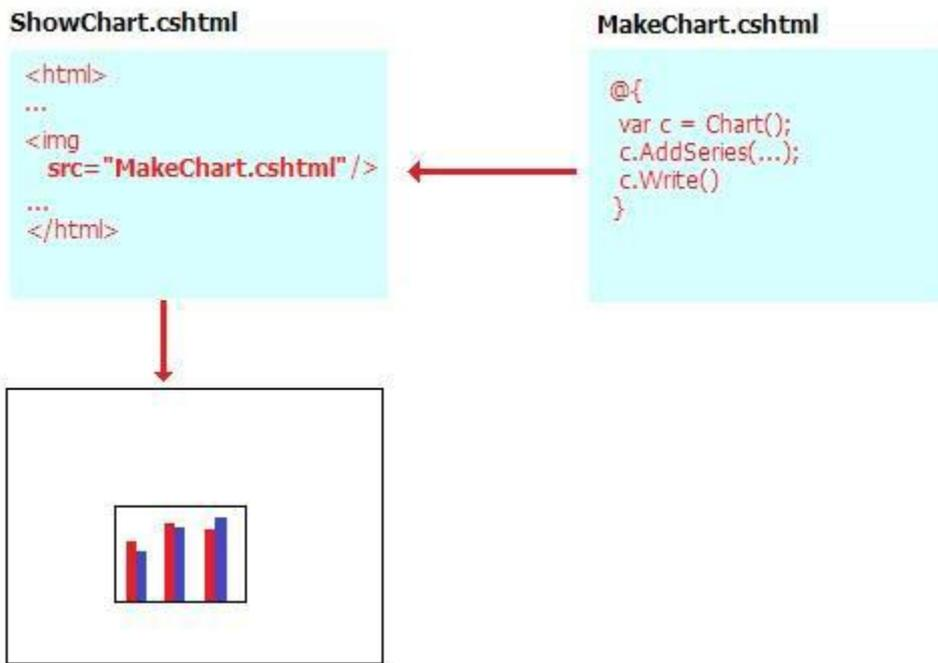 ShowChart.cshtml
<html>
...
<img
src="MakeChart.cshtml" />
...
</html>
MakeChart.cshtml
@{
var c = Chart();
c.AddSeries(...);
c.Write()
}